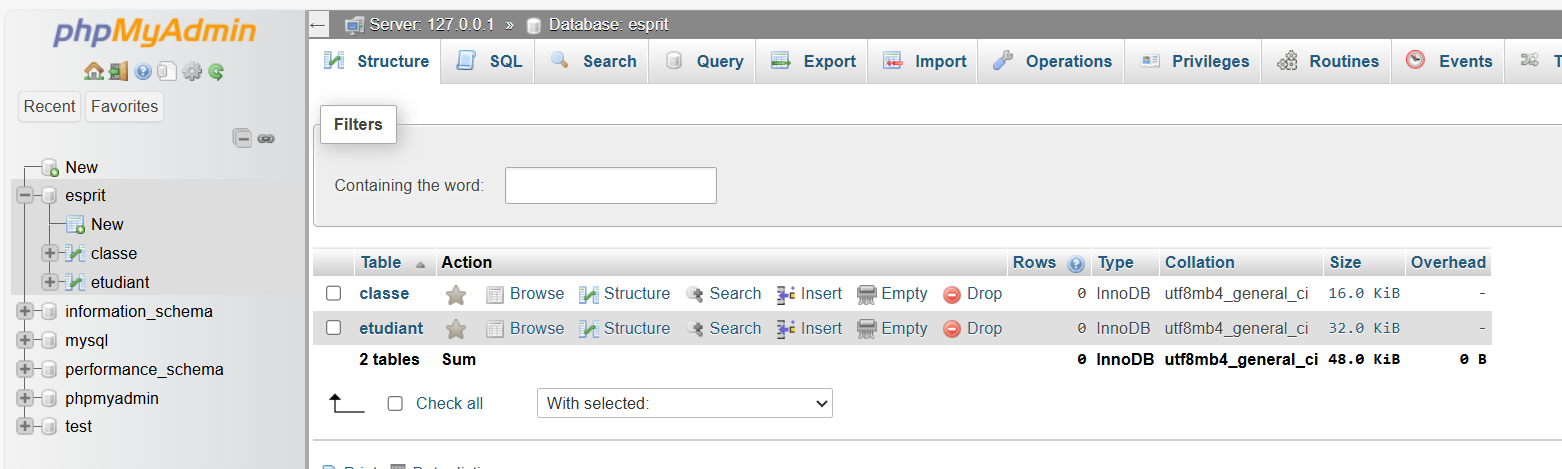 phpMyAdmin
Recent Favorites
New
esprit
New
classe
etudiant
information_schema
mysql
performance_schema
phpmyadmin
test
← Server: 127.0.0.1 » Database: esprit
Structure SQL Search Query Export Import Operations Privileges Routines Events
Filters
Containing the word:
Table Action Rows Type Collation Size Overhead
classe Browse Structure Search Insert Empty Drop 0 InnoDB utf8mb4_general_ci 16.0 KiB -
etudiant Browse Structure Search Insert Empty Drop 0 InnoDB utf8mb4_general_ci 32.0 KiB -
2 tables Sum 0 InnoDB utf8mb4_general_ci 48.0 KiB 0 B
Check all With selected: